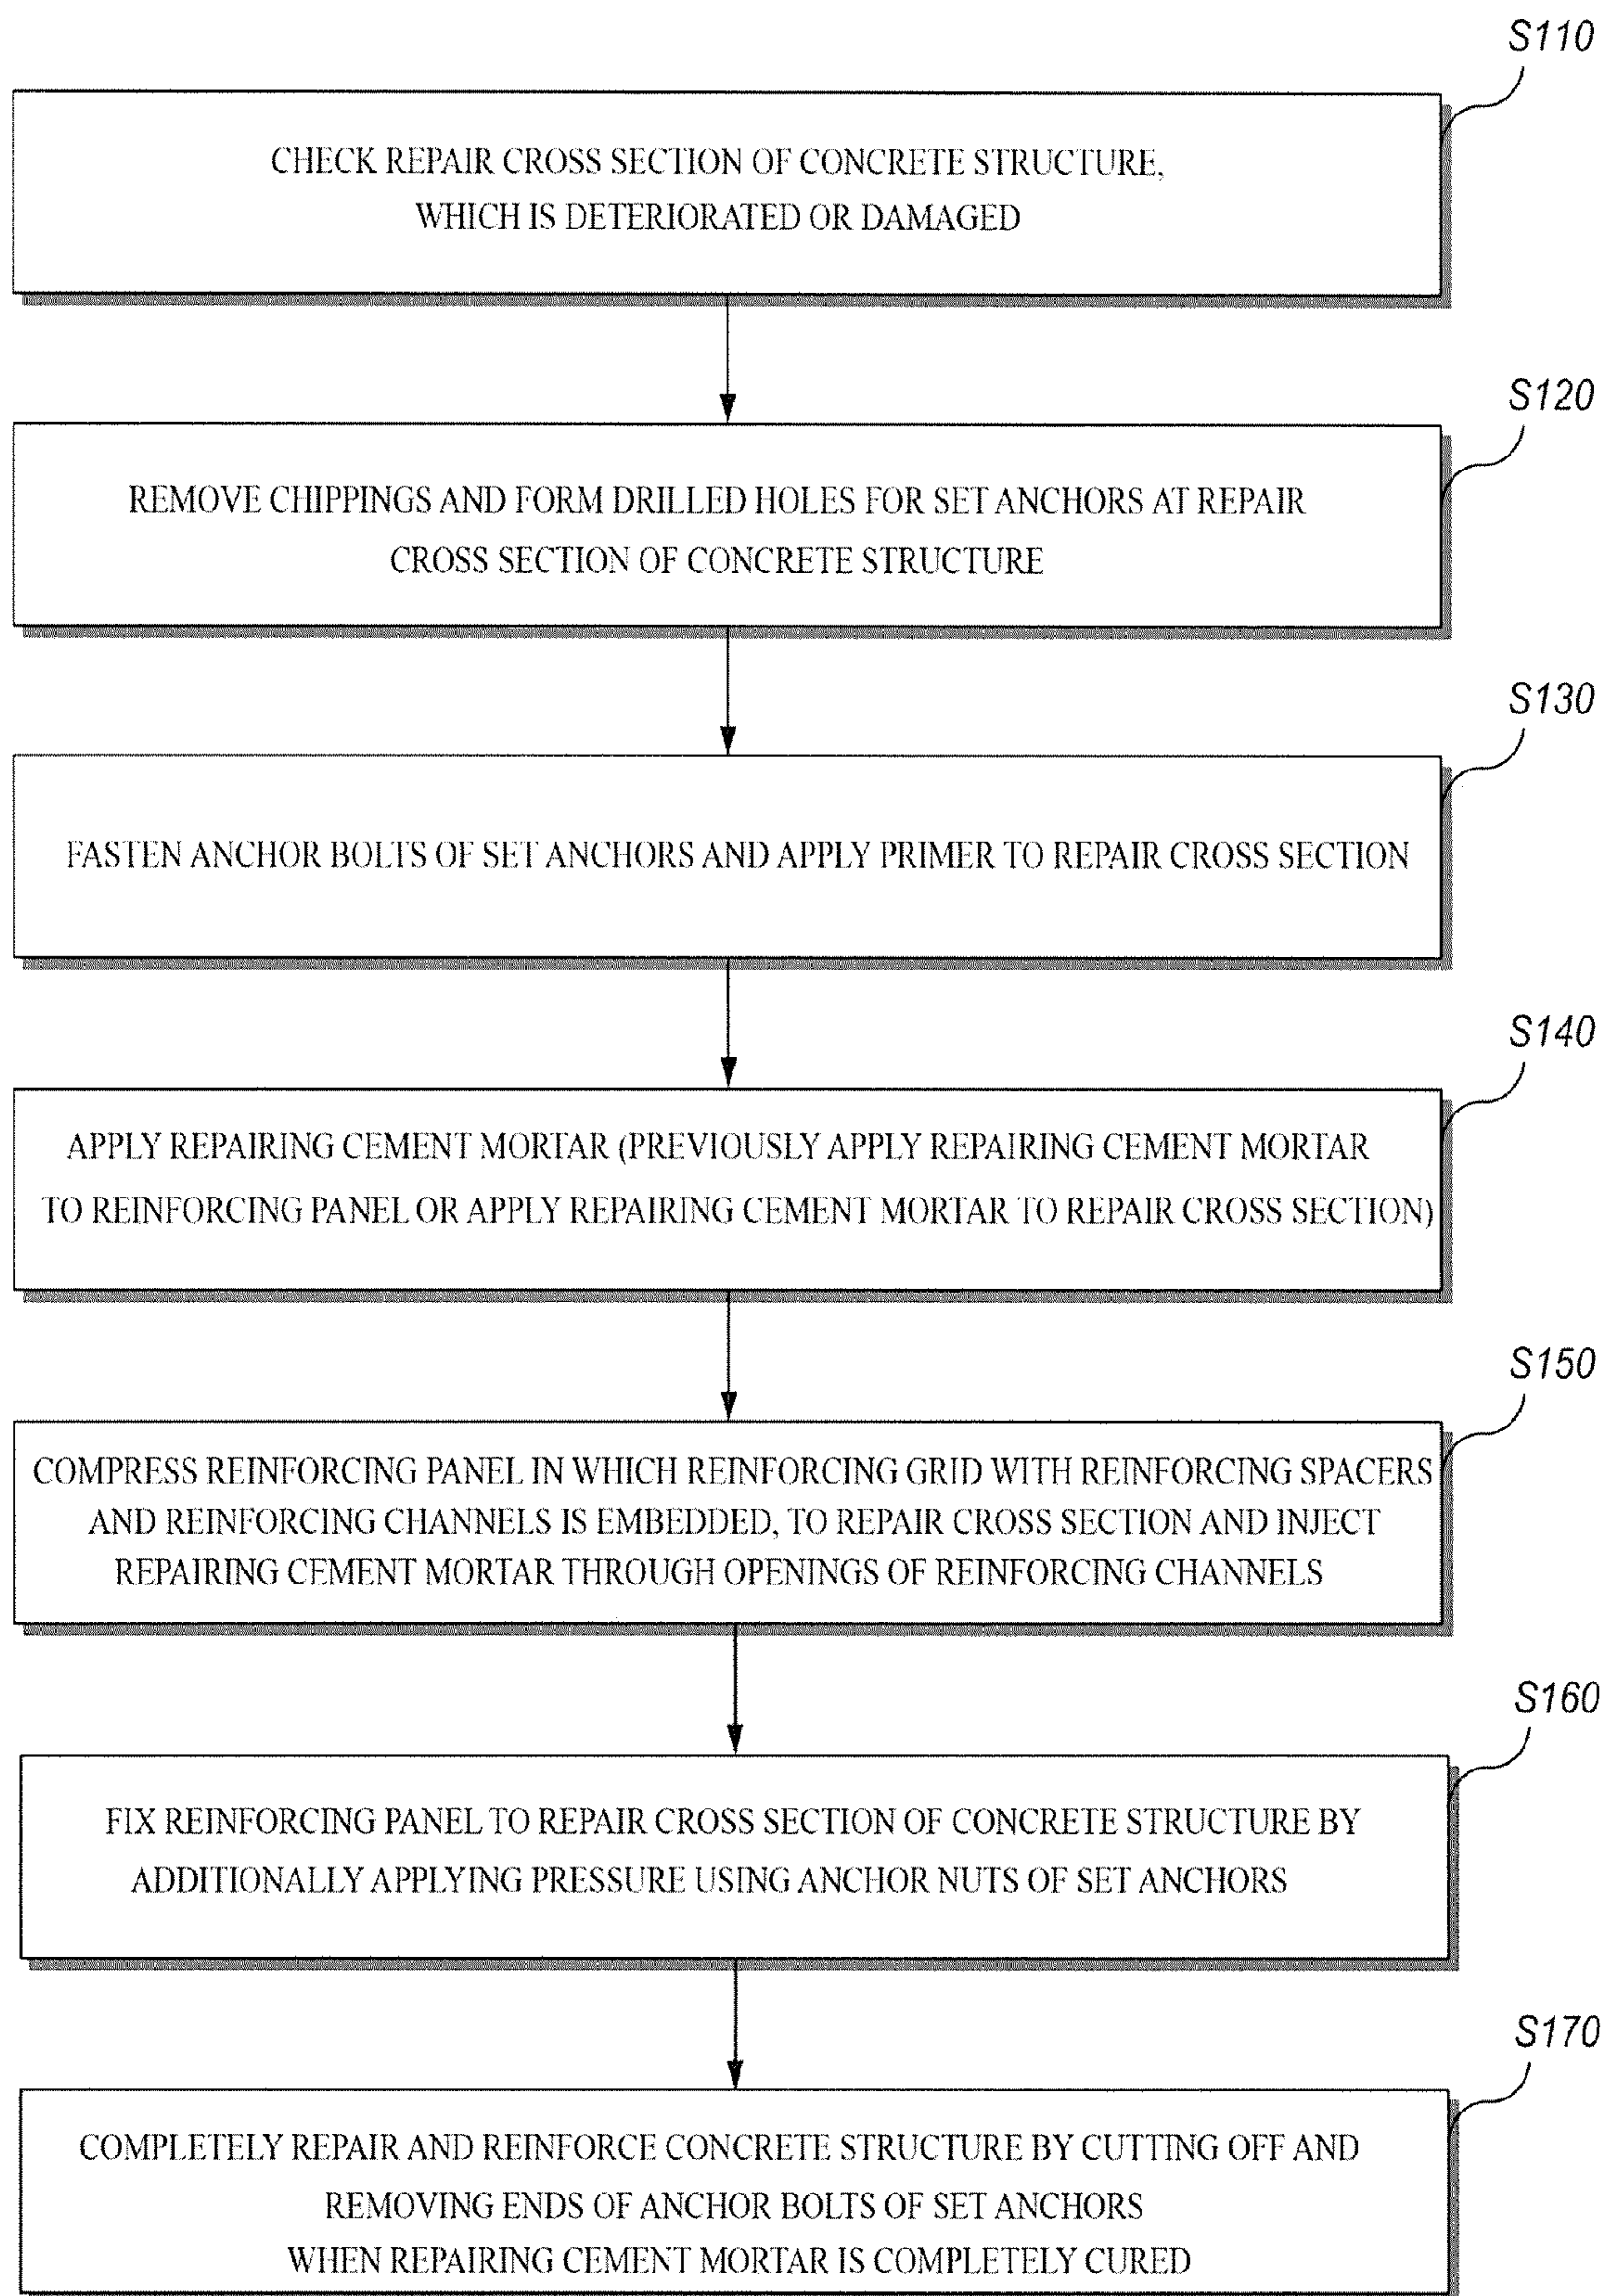 S110
CHECK REPAIR CROSS SECTION OF CONCRETE STRUCTURE,
WHICH IS DETERIORATED OR DAMAGED
S120
REMOVE CHIPPINGS AND FORM DRILLED HOLES FOR SET ANCHORS AT REPAIR
CROSS SECTION OF CONCRETE STRUCTURE
S130
FASTEN ANCHOR BOLTS OF SET ANCHORS AND APPLY PRIMER TO REPAIR CROSS SECTION
S140
APPLY REPAIRING CEMENT MORTAR (PREVIOUSLY APPLY REPAIRING CEMENT MORTAR
TO REINFORCING PANEL OR APPLY REPAIRING CEMENT MORTAR TO REPAIR CROSS SECTION)
S150
COMPRESS REINFORCING PANEL IN WHICH REINFORCING GRID WITH REINFORCING SPACERS
AND REINFORCING CHANNELS IS EMBEDDED, TO REPAIR CROSS SECTION AND INJECT
REPAIRING CEMENT MORTAR THROUGH OPENINGS OF REINFORCING CHANNELS
S160
FIX REINFORCING PANEL TO REPAIR CROSS SECTION OF CONCRETE STRUCTURE BY
ADDITIONALLY APPLYING PRESSURE USING ANCHOR NUTS OF SET ANCHORS
S170
COMPLETELY REPAIR AND REINFORCE CONCRETE STRUCTURE BY CUTTING OFF AND
REMOVING ENDS OF ANCHOR BOLTS OF SET ANCHORS
WHEN REPAIRING CEMENT MORTAR IS COMPLETELY CURED